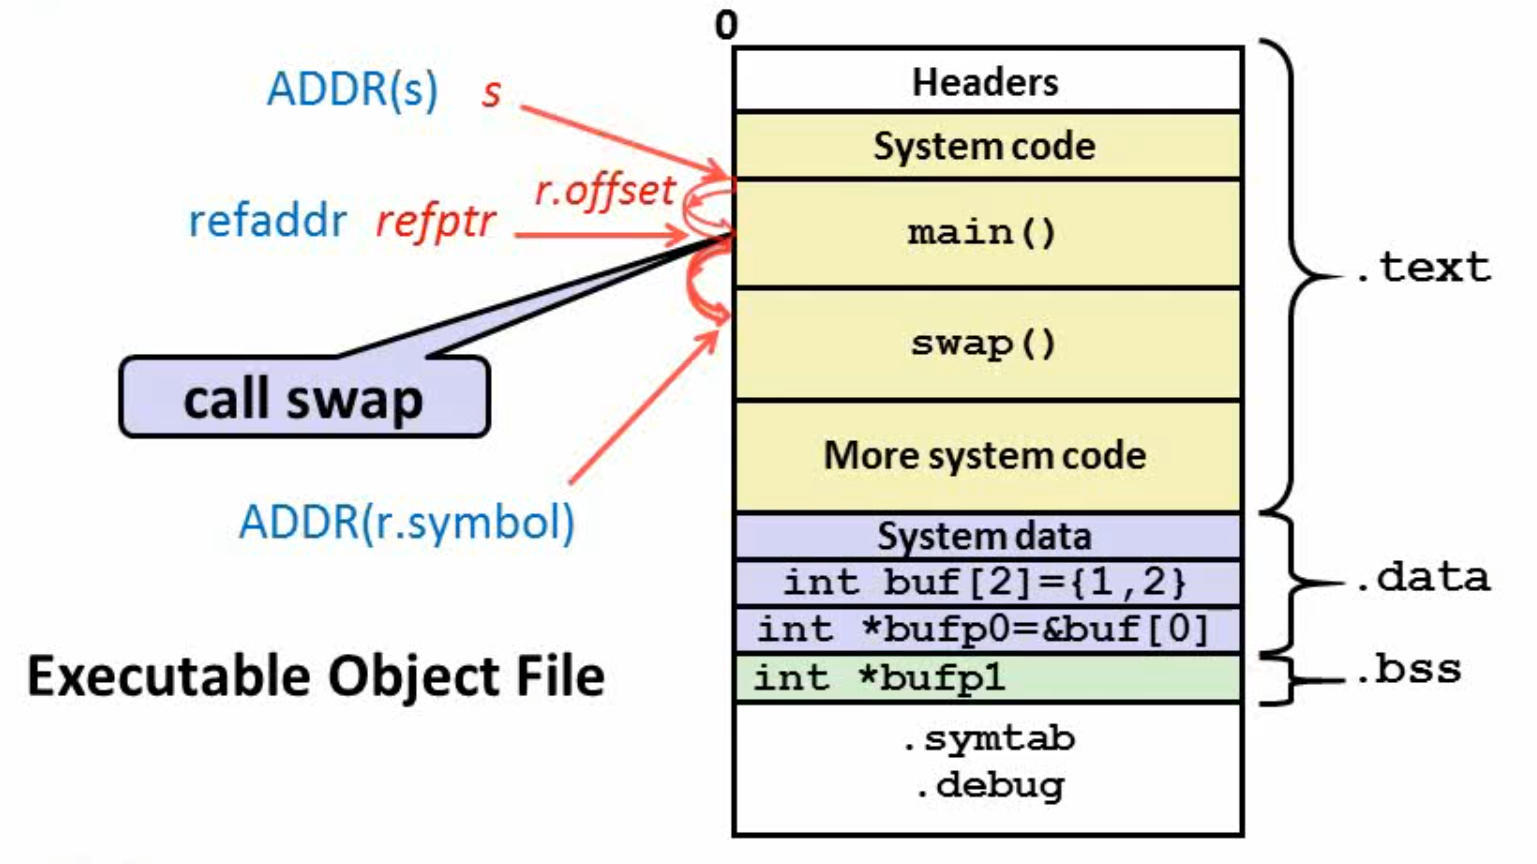 0
Headers
ADDR(s) s
System code
r.offset
refaddr refptr
main()
.text
swap()
call swap
More system code
ADDR(r.symbol)
System data
int buf[2]={1,2}
.data
int *bufp0=&buf[0]
Executable Object File
int *bufp1
.bss
.symtab
.debug